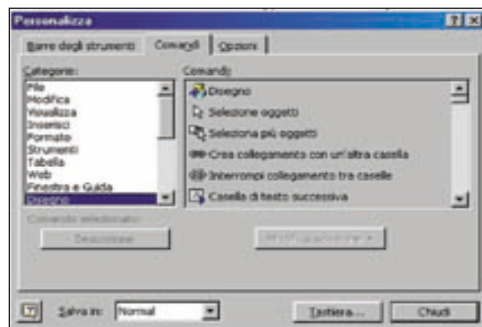 Personalizza
Barre degli strumenti Comandi Opzioni
Categorie: Comandi:
File
Modifica
Visualizza
Inserisci
Formato
Strumenti
Tabella
Web
Finestra e Guida
Disegno
Disegno
Selezione oggetti
Seleziona più oggetti
Crea collegamento con un'altra casella
Interrompi collegamento tra caselle
Casella di testo successiva
Comando selezionato:
Descrizione Modifica selezione
Salva in: Normal Tastiera... Chiudi